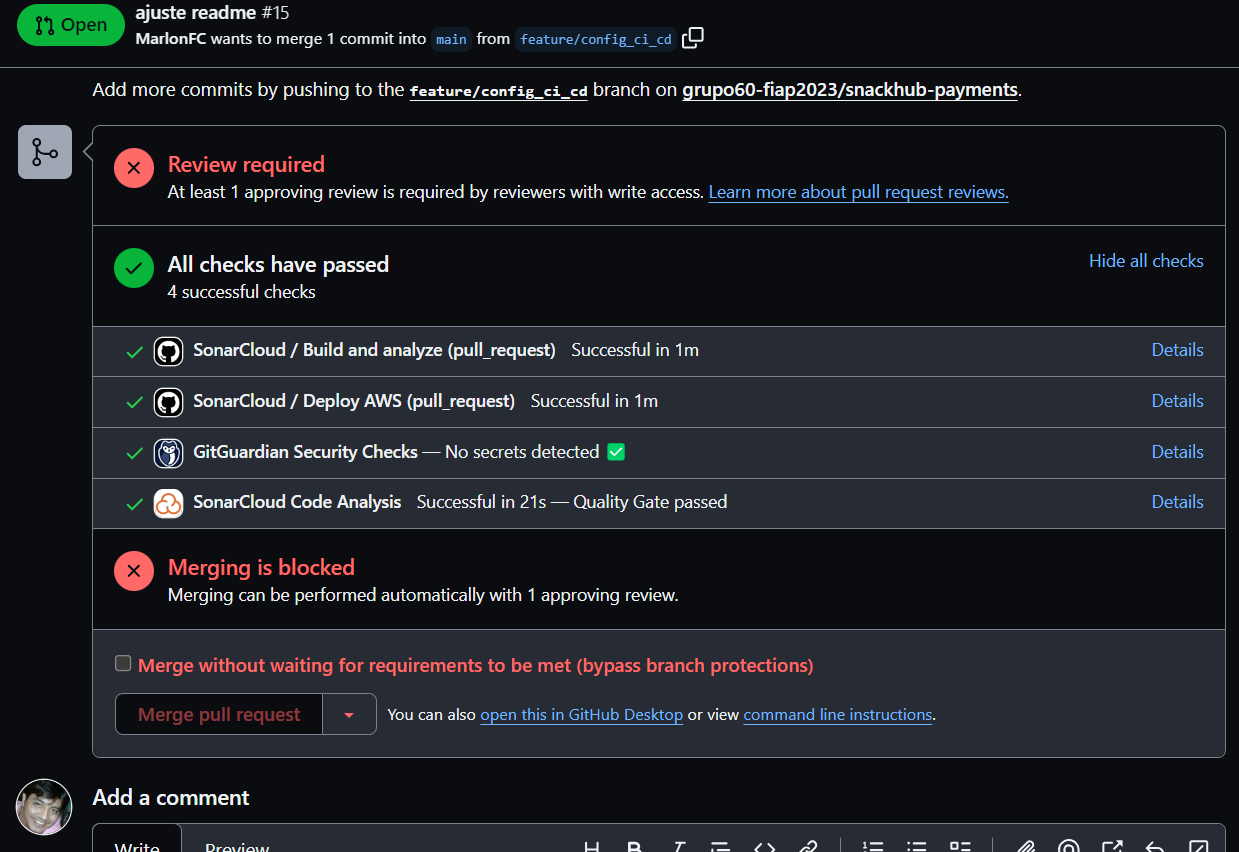 Open
ajuste readme #15
MarlonFC wants to merge 1 commit into main from feature/config_ci_cd
Add more commits by pushing to the feature/config_ci_cd branch on grupo60-fiap2023/snackhub-payments.
Review required
At least 1 approving review is required by reviewers with write access. Learn more about pull request reviews.
All checks have passed
Hide all checks
4 successful checks
SonarCloud / Build and analyze (pull_request) Successful in 1m Details
SonarCloud / Deploy AWS (pull_request) Successful in 1m Details
GitGuardian Security Checks — No secrets detected ✅ Details
SonarCloud Code Analysis Successful in 21s — Quality Gate passed Details
Merging is blocked
Merging can be performed automatically with 1 approving review.
Merge without waiting for requirements to be met (bypass branch protections)
Merge pull request You can also open this in GitHub Desktop or view command line instructions.
Add a comment
Write Preview